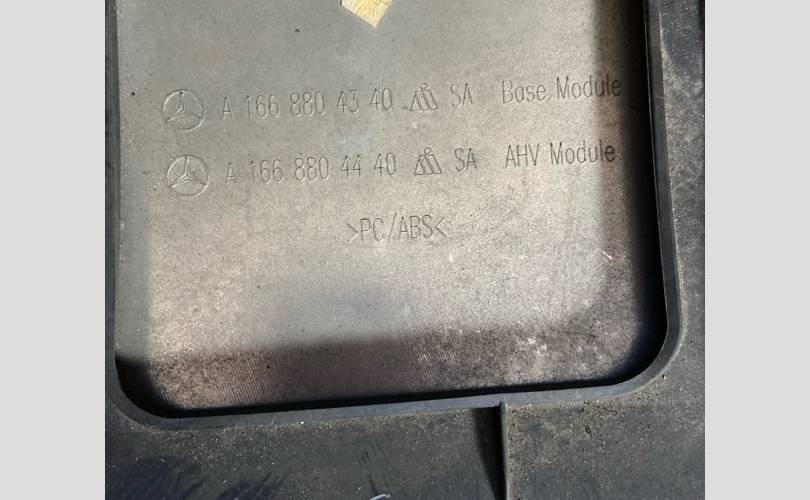 A 166 880 43 40 SA Base Module
A 166 880 44 40 SA AHV Module
>PC/ABS<